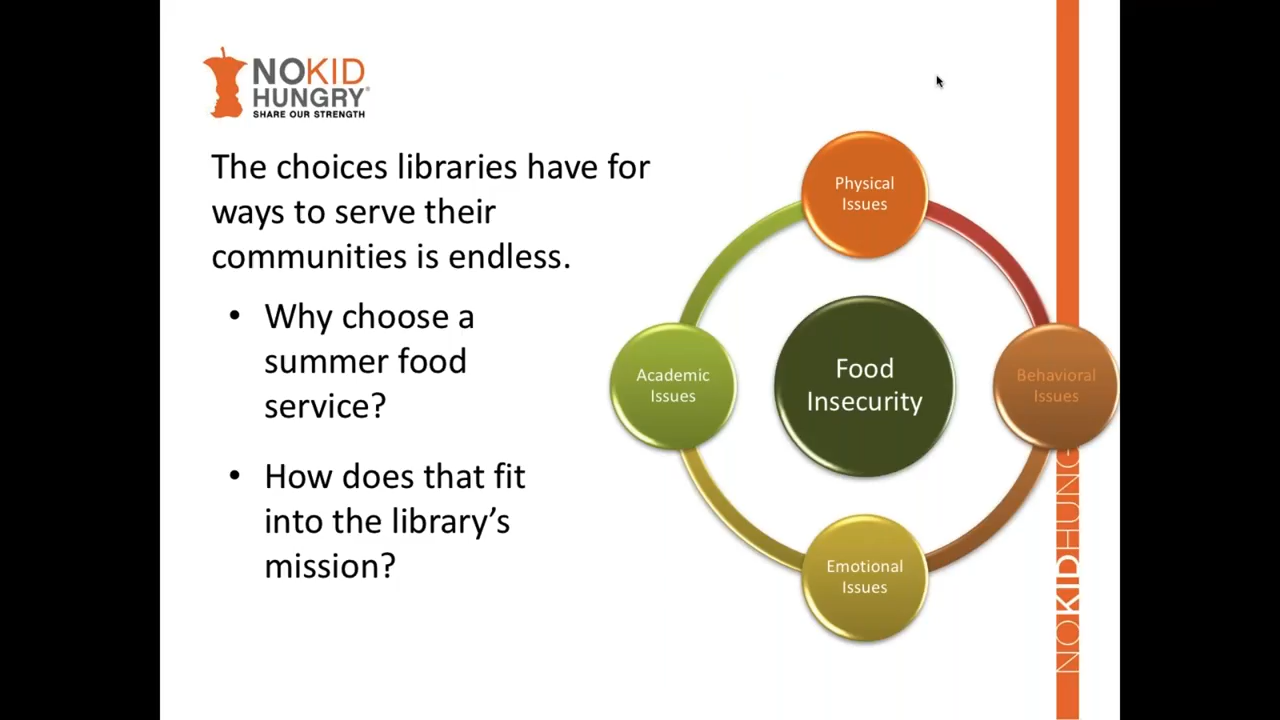 NOKID
HUNGRY®
SHARE OUR STRENGTH
The choices libraries have for
ways to serve their
communities is endless.
• Why choose a
summer food
service?
• How does that fit
into the library’s
mission?
Physical
Issues
Behavioral
Issues
Emotional
Issues
Academic
Issues
Food
Insecurity
NOKIDHUNG